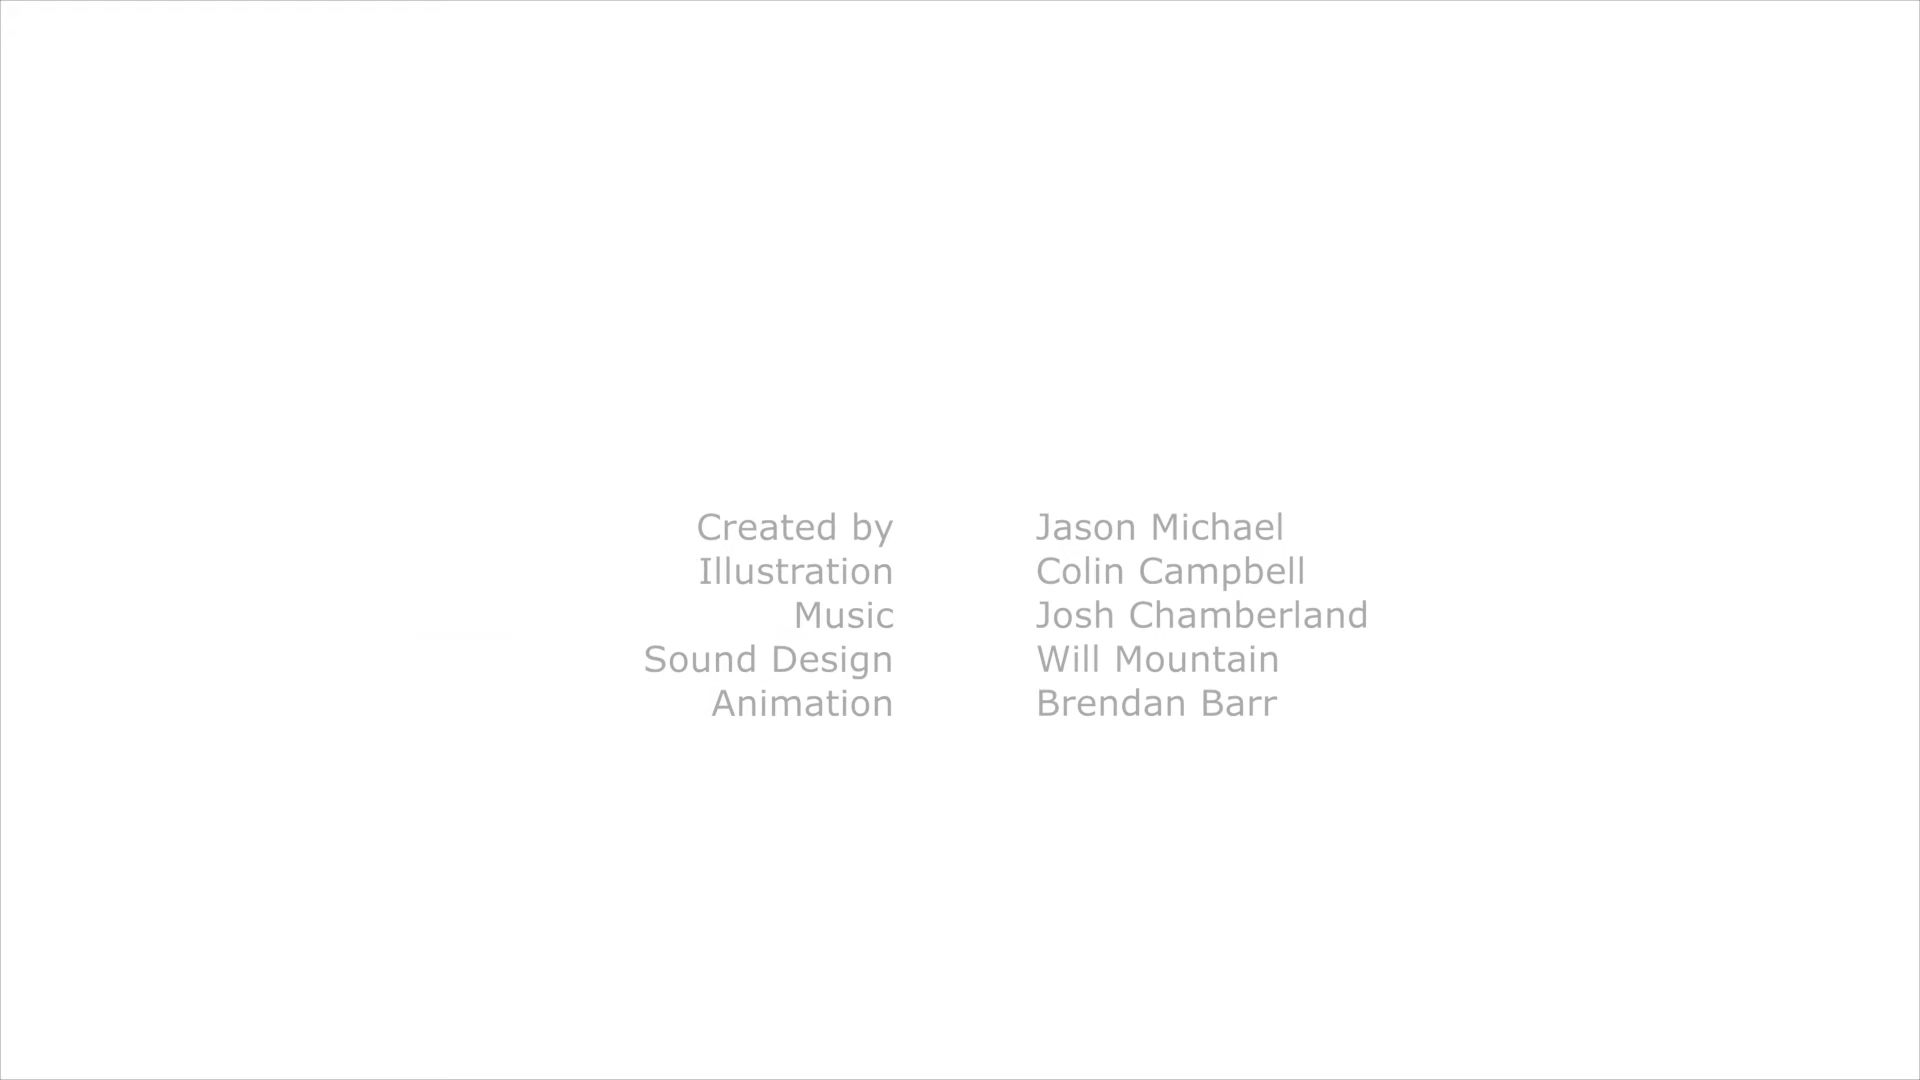 Created by Jason Michael
Illustration Colin Campbell
Music Josh Chamberland
Sound Design Will Mountain
Animation Brendan Barr